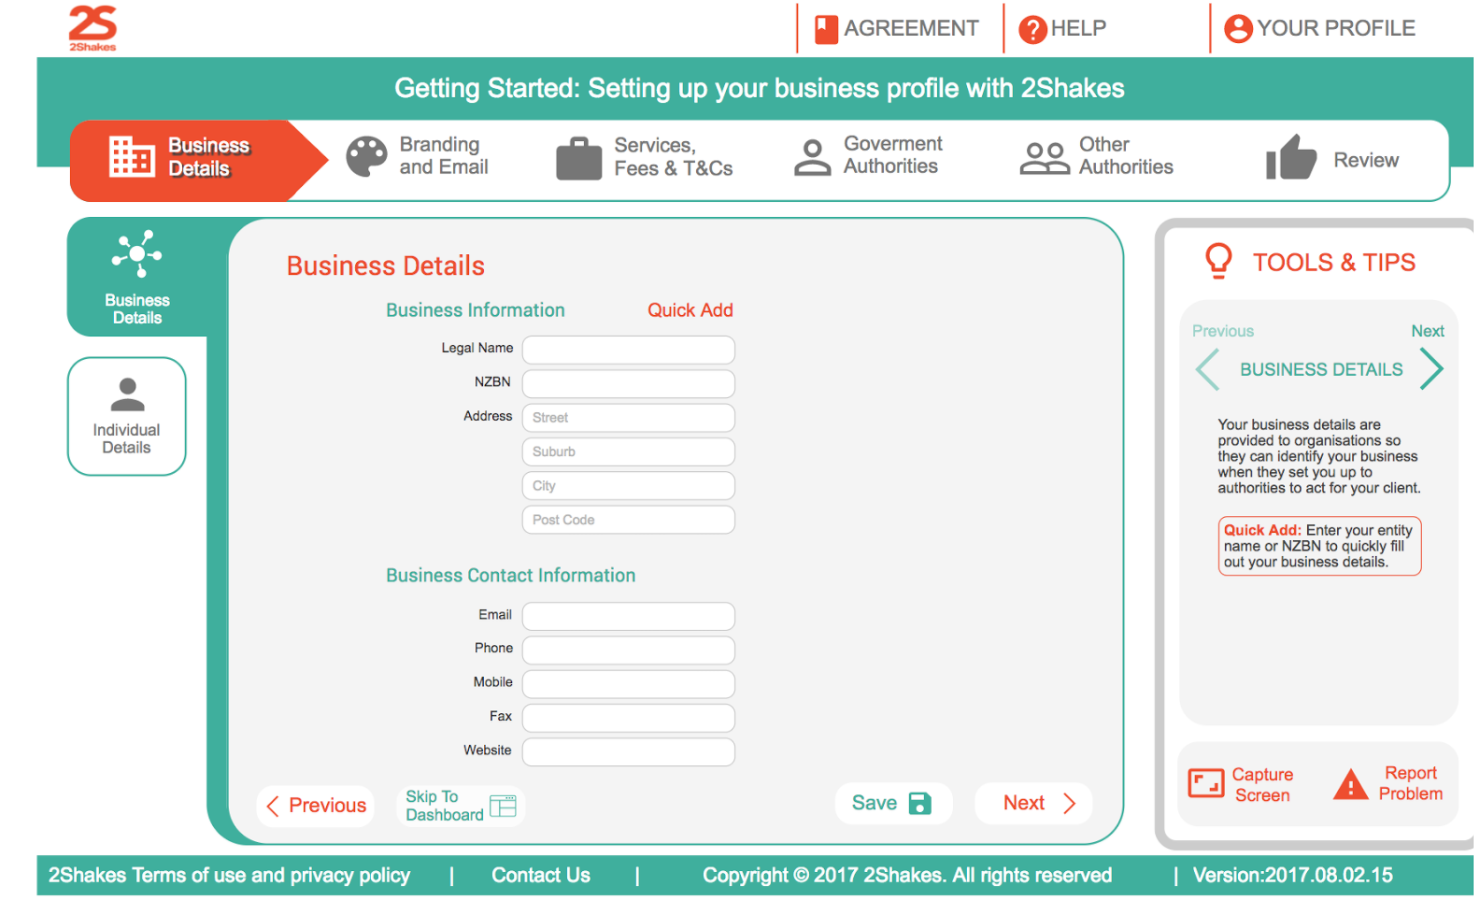 2S
2Shakes
AGREEMENT
?
HELP
YOUR PROFILE
Getting Started: Setting up your business profile with 2Shakes
Business
Details
Branding
and Email
Services,
Fees & T&Cs
Goverment
Authorities
Other
Authorities
Review
Business
Details
Individual
Details
Business Details
Business Information
Quick Add
Legal Name
NZBN
Address
Street
Suburb
City
Post Code
Business Contact Information
Email
Phone
Mobile
Fax
Website
Previous
Skip To
Dashboard
Save
Next
TOOLS & TIPS
Previous
Next
BUSINESS DETAILS
Your business details are
provided to organisations so
they can identify your business
when they set you up to
authorities to act for your client.
Quick Add: Enter your entity
name or NZBN to quickly fill
out your business details.
Capture
Screen
Report
Problem
2Shakes Terms of use and privacy policy | Contact Us | Copyright © 2017 2Shakes. All rights reserved | Version:2017.08.02.15